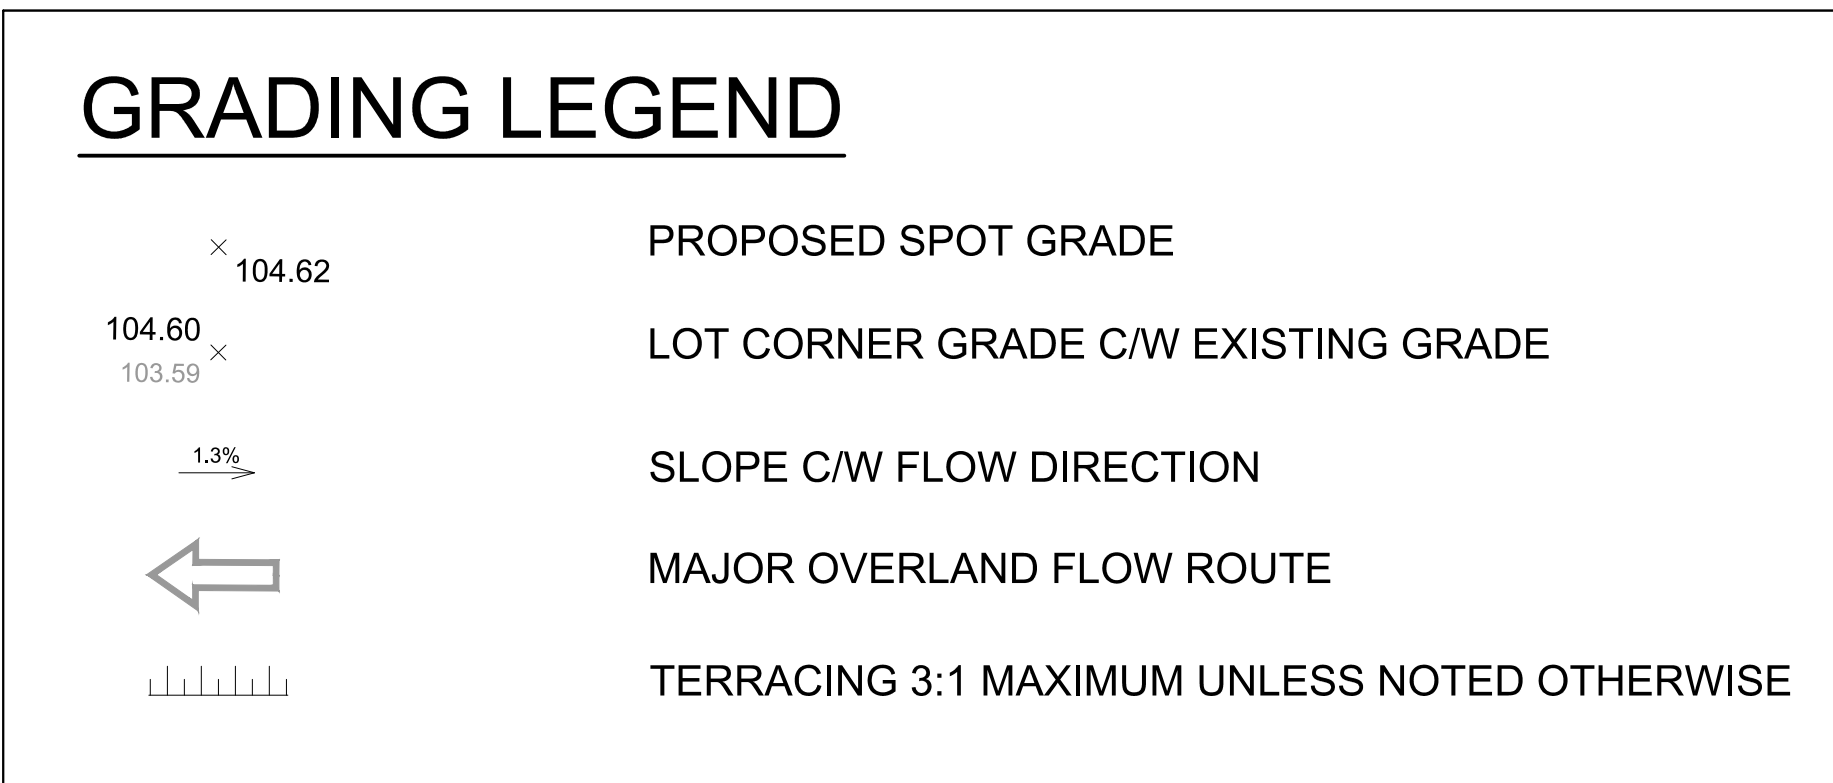 GRADING LEGEND
104.62
PROPOSED SPOT GRADE
104.60
103.59
LOT CORNER GRADE C/W EXISTING GRADE
1.3%
SLOPE C/W FLOW DIRECTION
MAJOR OVERLAND FLOW ROUTE
TERRACING 3:1 MAXIMUM UNLESS NOTED OTHERWISE